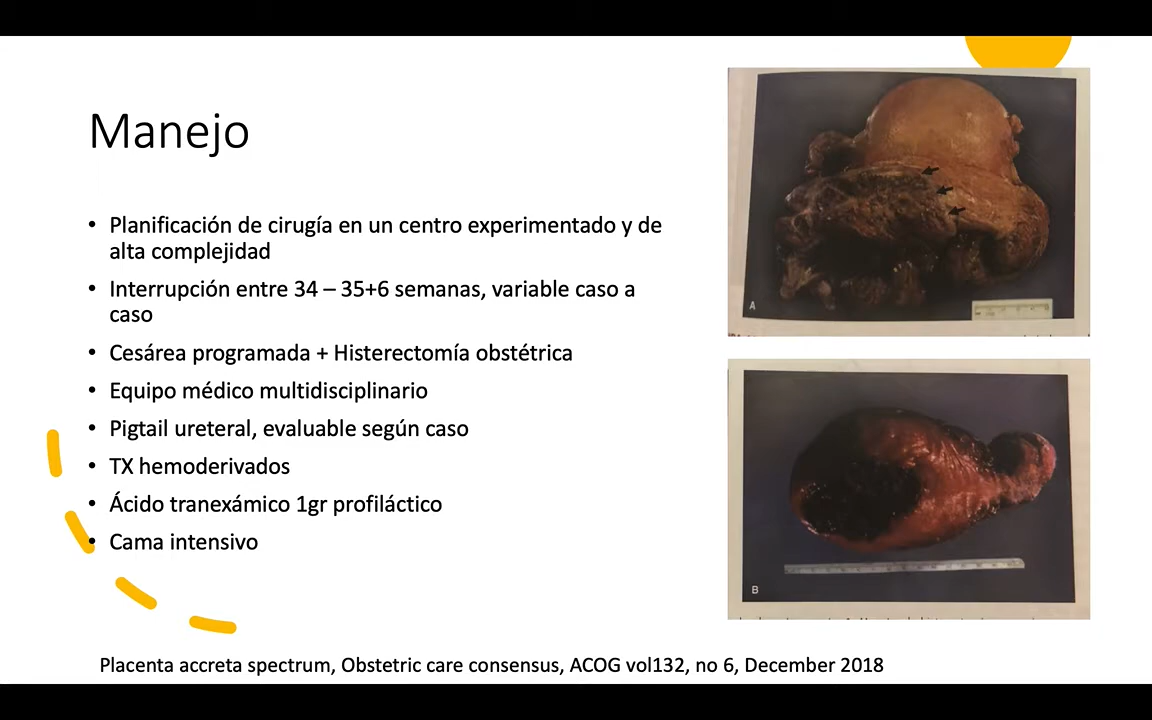 Manejo
• Planificación de cirugía en un centro experimentado y de
alta complejidad
• Interrupción entre 34 – 35+6 semanas, variable caso a
caso
• Cesárea programada + Histerectomía obstétrica
• Equipo médico multidisciplinario
• Pigtail ureteral, evaluable según caso
• TX hemoderivados
• Ácido tranexámico 1gr profiláctico
• Cama intensivo
A
B
Placenta accreta spectrum, Obstetric care consensus, ACOG vol132, no 6, December 2018